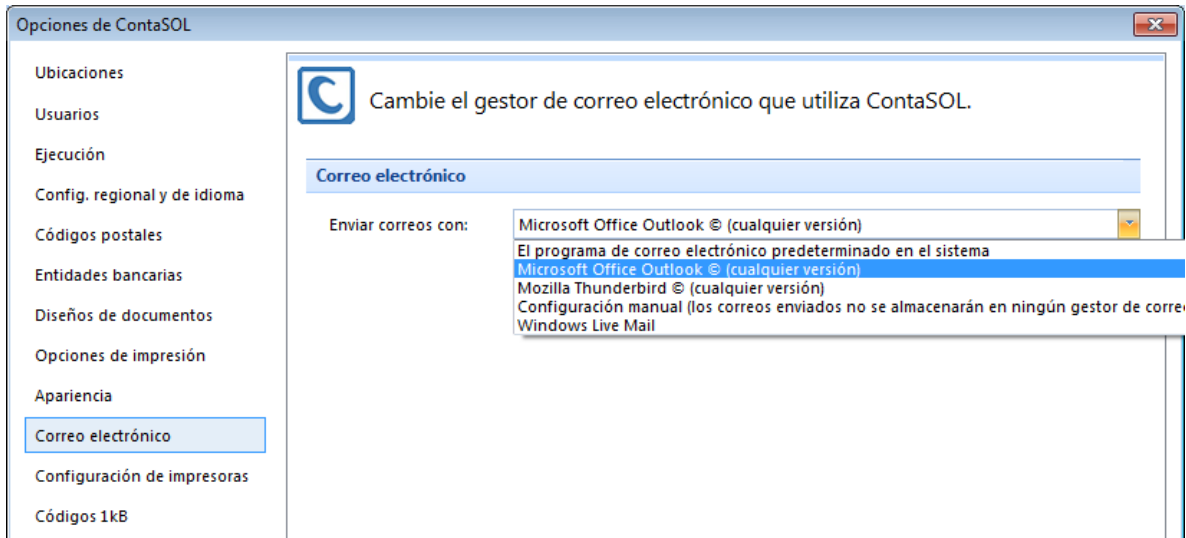 Opciones de ContaSOL
Ubicaciones
Usuarios
Ejecución
Config. regional y de idioma
Códigos postales
Entidades bancarias
Diseños de documentos
Opciones de impresión
Apariencia
Correo electrónico
Configuración de impresoras
Códigos 1kB
Cambie el gestor de correo electrónico que utiliza ContaSOL.
Correo electrónico
Enviar correos con: Microsoft Office Outlook © (cualquier versión)
El programa de correo electrónico predeterminado en el sistema
Microsoft Office Outlook © (cualquier versión)
Mozilla Thunderbird © (cualquier versión)
Configuración manual (los correos enviados no se almacenarán en ningún gestor de corre
Windows Live Mail